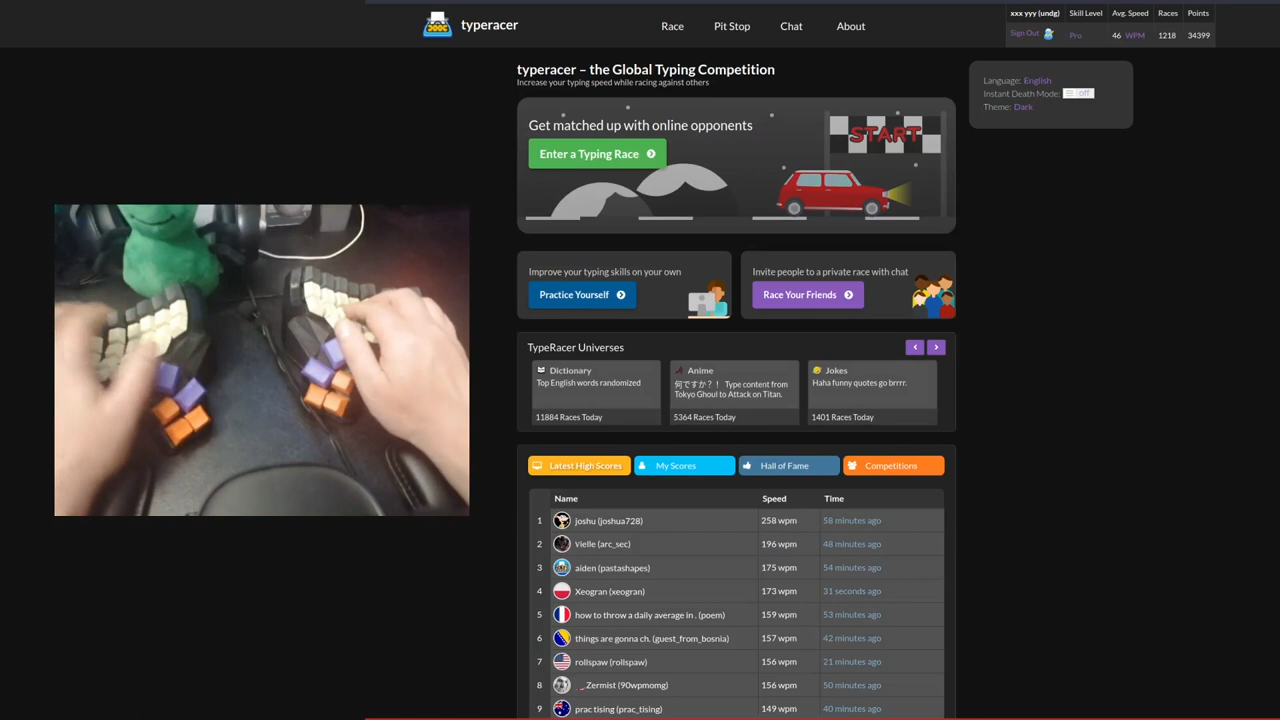 typeracer
Race
Pit Stop
Chat
About
xxx yyy (undg)
Skill Level
Avg. Speed
Races
Points
Sign Out
Pro
46 WPM
1218
34399
typeracer – the Global Typing Competition
Increase your typing speed while racing against others
Language: English
Instant Death Mode: off
Theme: Dark
Get matched up with online opponents
Enter a Typing Race
START
Improve your typing skills on your own
Practice Yourself
Invite people to a private race with chat
Race Your Friends
TypeRacer Universes
Dictionary
Top English words randomized
11884 Races Today
Anime
何ですか？！ Type content from
Tokyo Ghoul to Attack on Titan.
5364 Races Today
Jokes
Haha funny quotes go brrrr.
1401 Races Today
Latest High Scores
My Scores
Hall of Fame
Competitions
Name Speed Time
1 joshu (joshua728) 258 wpm 58 minutes ago
2 Vielle (arc_sec) 196 wpm 48 minutes ago
3 aiden (pastashapes) 175 wpm 54 minutes ago
4 Xeogran (xeogran) 173 wpm 31 seconds ago
5 how to throw a daily average in . (poem) 159 wpm 53 minutes ago
6 things are gonna ch. (guest_from_bosnia) 157 wpm 42 minutes ago
7 rollspaw (rollspaw) 156 wpm 21 minutes ago
8 Zermist (90wpmomg) 156 wpm 50 minutes ago
9 prac tising (prac_tising) 149 wpm 40 minutes ago